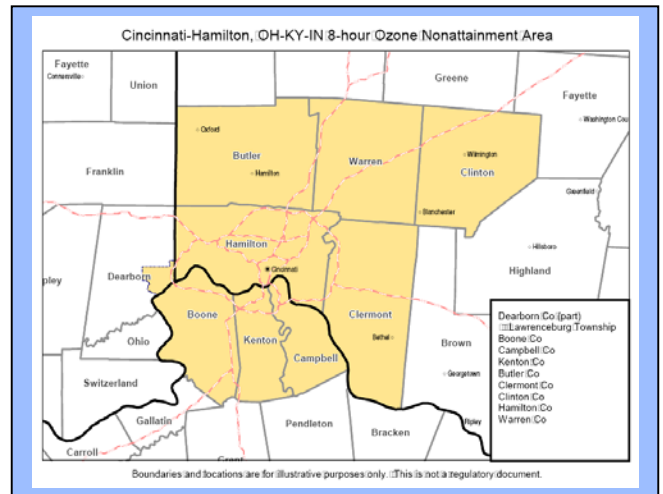 Cincinnati-Hamilton, OH-KY-IN 8-hour Ozone Nonattainment Area
Fayette
Connersville
Union
Greene
Fayette
Washington Cou
Oxford
Butler
Hamilton
Warren
Wilmington
Clinton
Franklin
Greenfield
Blanchester
Hamilton
Hillsboro
Highland
Cincinnati
Dearborn
pley
Boone
Clermont
Dearborn Co (part)
Lawrenceburg Township
Boone Co
Campbell Co
Kenton Co
Butler Co
Clermont Co
Clinton Co
Hamilton Co
Warren Co
Ohio
Kenton
Bethel
Brown
Campbell
Switzerland
Georgetown
Gallatin
Pendleton
Ripley
Bracken
Carroll
Grant
Boundaries and locations are for illustrative purposes only. This is not a regulatory document.